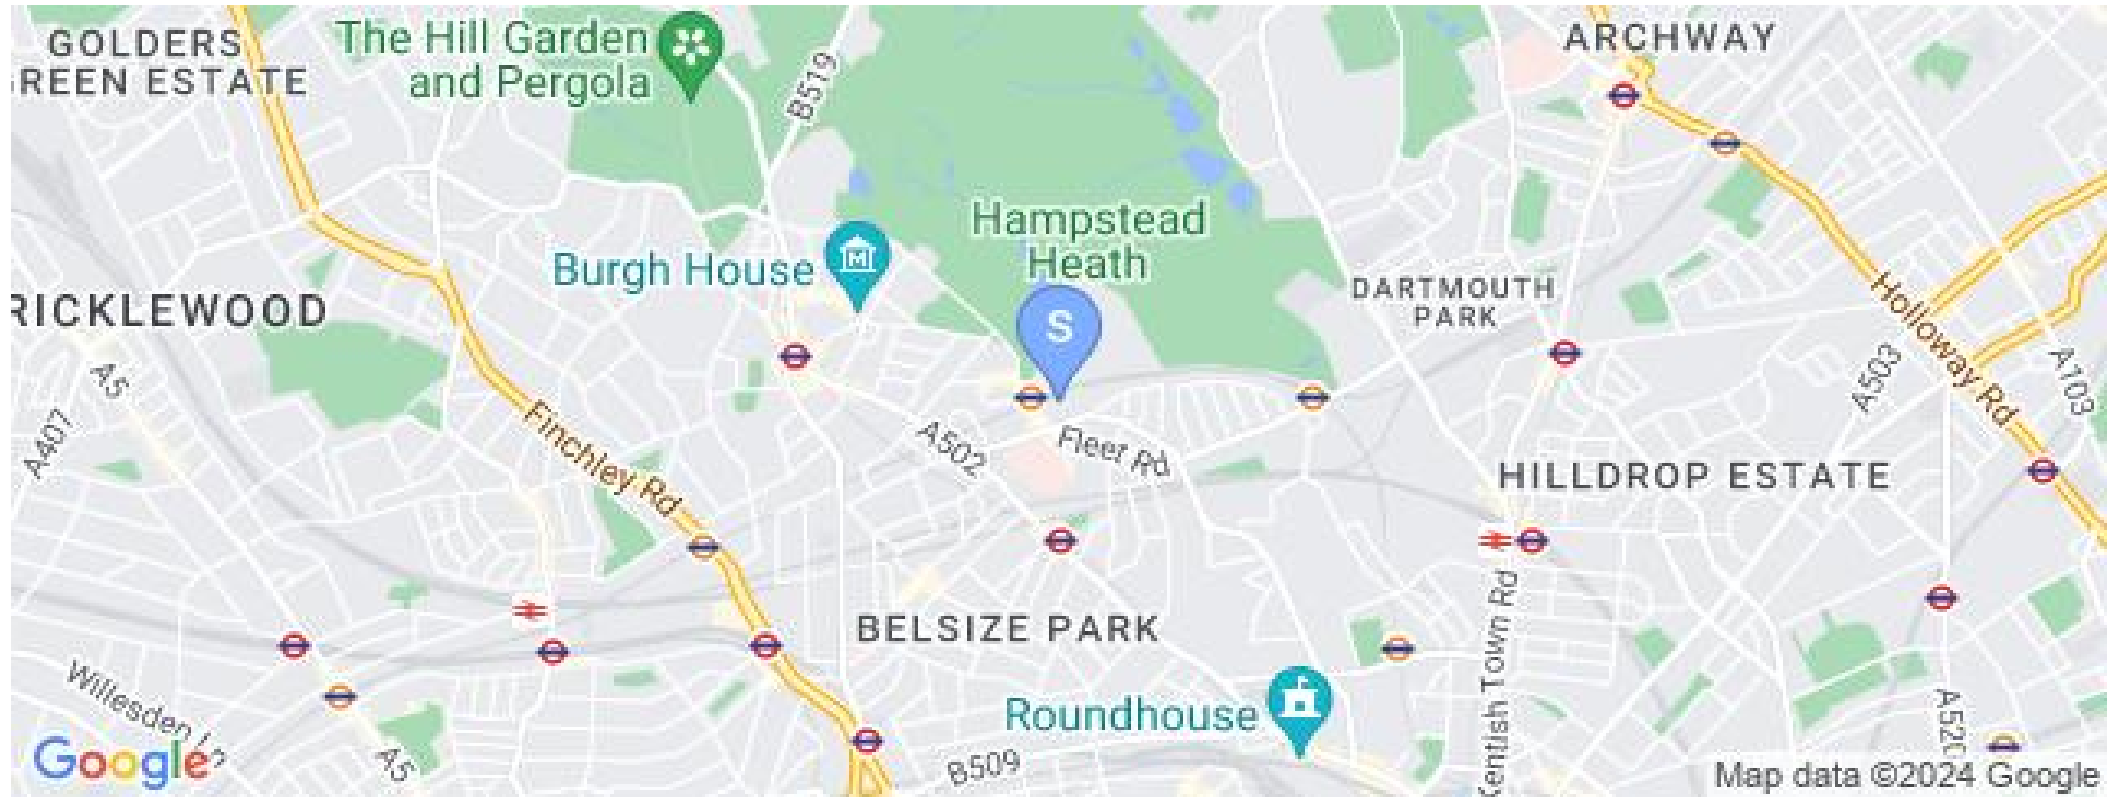 GOLDERS
GREEN ESTATE
The Hill Garden
and Pergola
B519
ARCHWAY
Hampstead
Heath
Burgh House
M
S
DARTMOUTH
PARK
RICKLEWOOD
A5
A407
Finchley Rd
A502
Fleet Rd
Holloway Rd
A503
A103
HILLDROP ESTATE
BELSIZE PARK
Kentish Town Rd
Roundhouse
Willesden Ln
A5
B509
A520
Google
Map data ©2024 Google